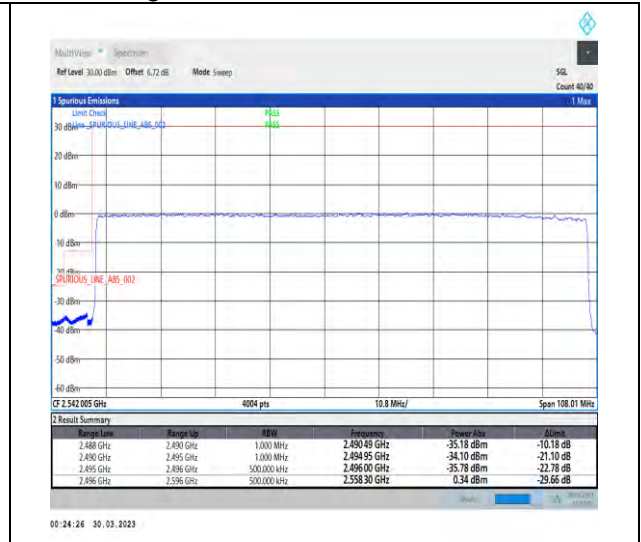 MultiView Spectrum
Ref Level 30.00 dBm Offset 6.72 dB Mode Sweep SGL
Count 40/40
1 Spurious Emissions 1 Max
Limit Check PASS
30 dBm Line _SPURIOUS_LINE_ABS_002 PASS
20 dBm
10 dBm
0 dBm
-10 dBm
-20 dBm
_SPURIOUS_LINE_ABS_002
-30 dBm
-40 dBm
-50 dBm
-60 dBm
CF 2.542 005 GHz 4004 pts 10.8 MHz/ Span 108.01 MHz
2 Result Summary
Range Low Range Up RBW Frequency Power Abs ΔLimit
2.488 GHz 2.490 GHz 1.000 MHz 2.490 49 GHz -35.18 dBm -10.18 dB
2.490 GHz 2.495 GHz 1.000 MHz 2.494 95 GHz -34.10 dBm -21.10 dB
2.495 GHz 2.496 GHz 500.000 kHz 2.496 00 GHz -35.78 dBm -22.78 dB
2.496 GHz 2.596 GHz 500.000 kHz 2.558 30 GHz 0.34 dBm -29.66 dB
00:24:26 30.03.2023